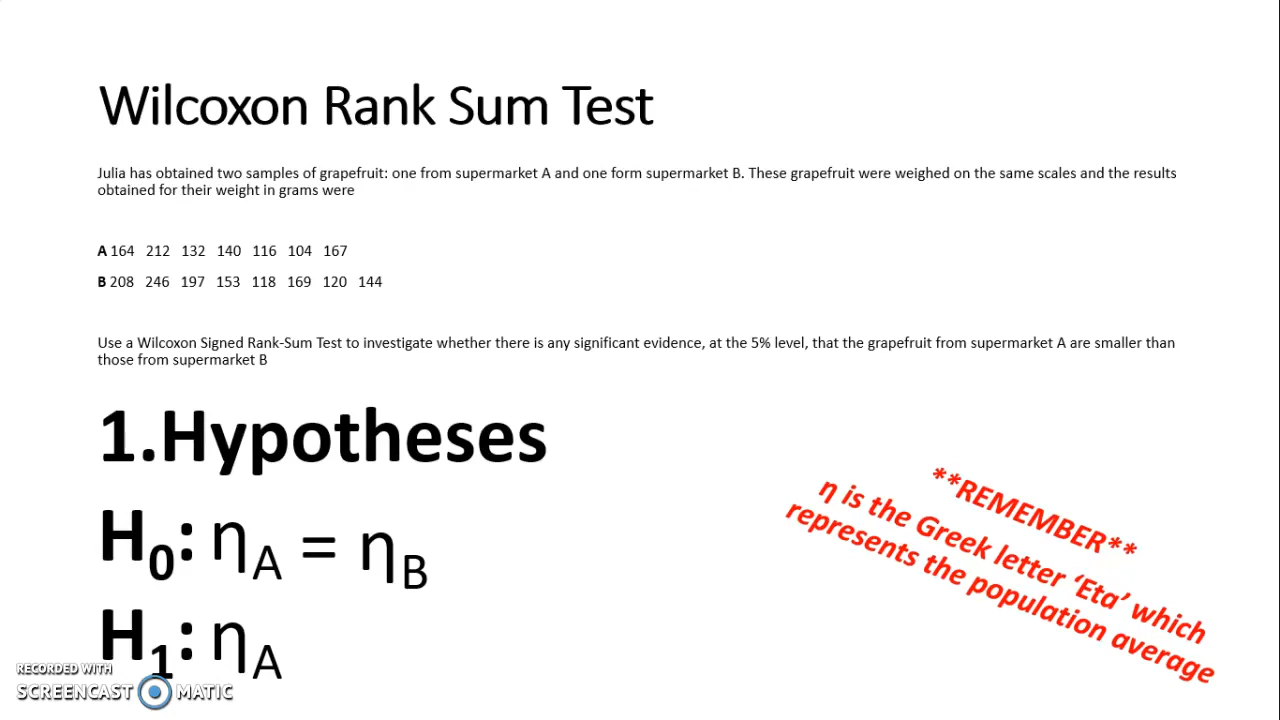 Wilcoxon Rank Sum Test
Julia has obtained two samples of grapefruit: one from supermarket A and one form supermarket B. These grapefruit were weighed on the same scales and the results
obtained for their weight in grams were
A 164 212 132 140 116 104 167
B 208 246 197 153 118 169 120 144
Use a Wilcoxon Signed Rank-Sum Test to investigate whether there is any significant evidence, at the 5% level, that the grapefruit from supermarket A are smaller than
those from supermarket B
1.Hypotheses
H0: ηA = ηB
H1: ηA
**REMEMBER**
η is the Greek letter ‘Eta’ which
represents the population average
RECORDED WITH
SCREENCAST MATIC